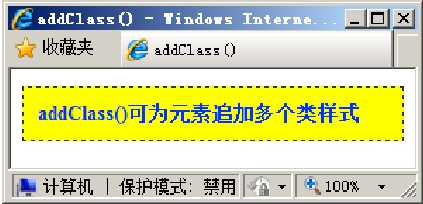 addClass() - Windows Interne...
收藏夹 addClass()
addClass()可为元素追加多个类样式
计算机 | 保护模式: 禁用 100%